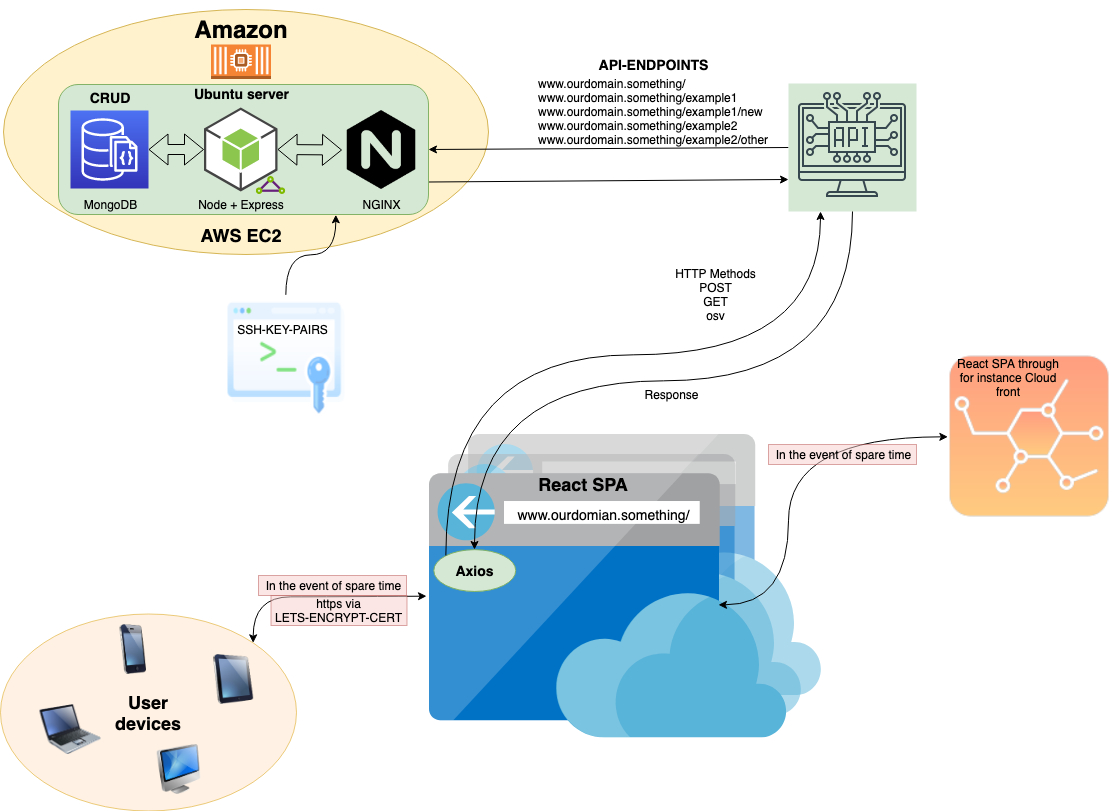 Amazon
Ubuntu server
CRUD
MongoDB
Node + Express
N
NGINX
AWS EC2
API-ENDPOINTS
www.ourdomain.something/
www.ourdomain.something/example1
www.ourdomain.something/example1/new
www.ourdomain.something/example2
www.ourdomain.something/example2/other
API
SSH-KEY-PAIRS
>_
HTTP Methods
POST
GET
osv
Response
React SPA through
for instance Cloud
front
In the event of spare time
React SPA
www.ourdomian.something/
Axios
In the event of spare time
https via
LETS-ENCRYPT-CERT
User
devices